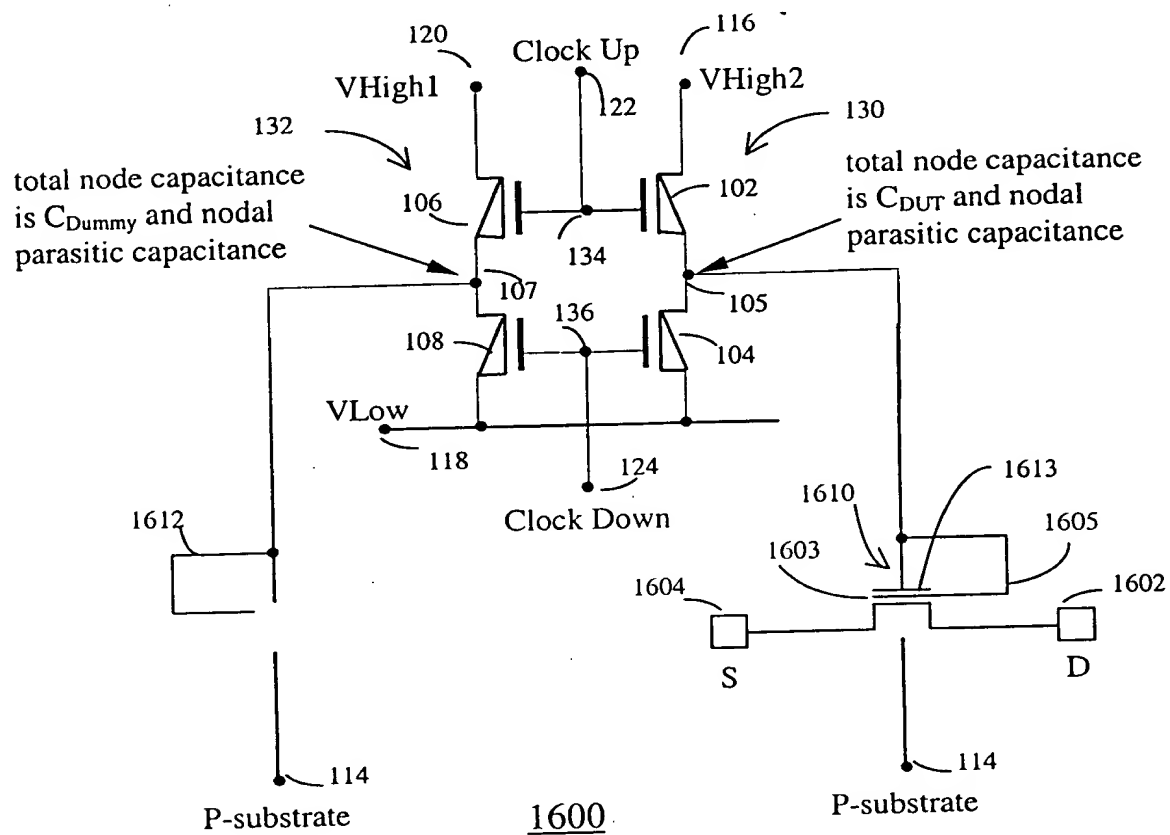 120
Clock Up
116
VHigh1
122
VHigh2
132
130
total node capacitance
is C_Dummy and nodal
parasitic capacitance
total node capacitance
is C_DUT and nodal
parasitic capacitance
106
102
134
107
105
136
108
104
VLow
118
124
Clock Down
1612
1610
1613
1603
1605
1604
1602
S
D
114
114
P-substrate
P-substrate
1600